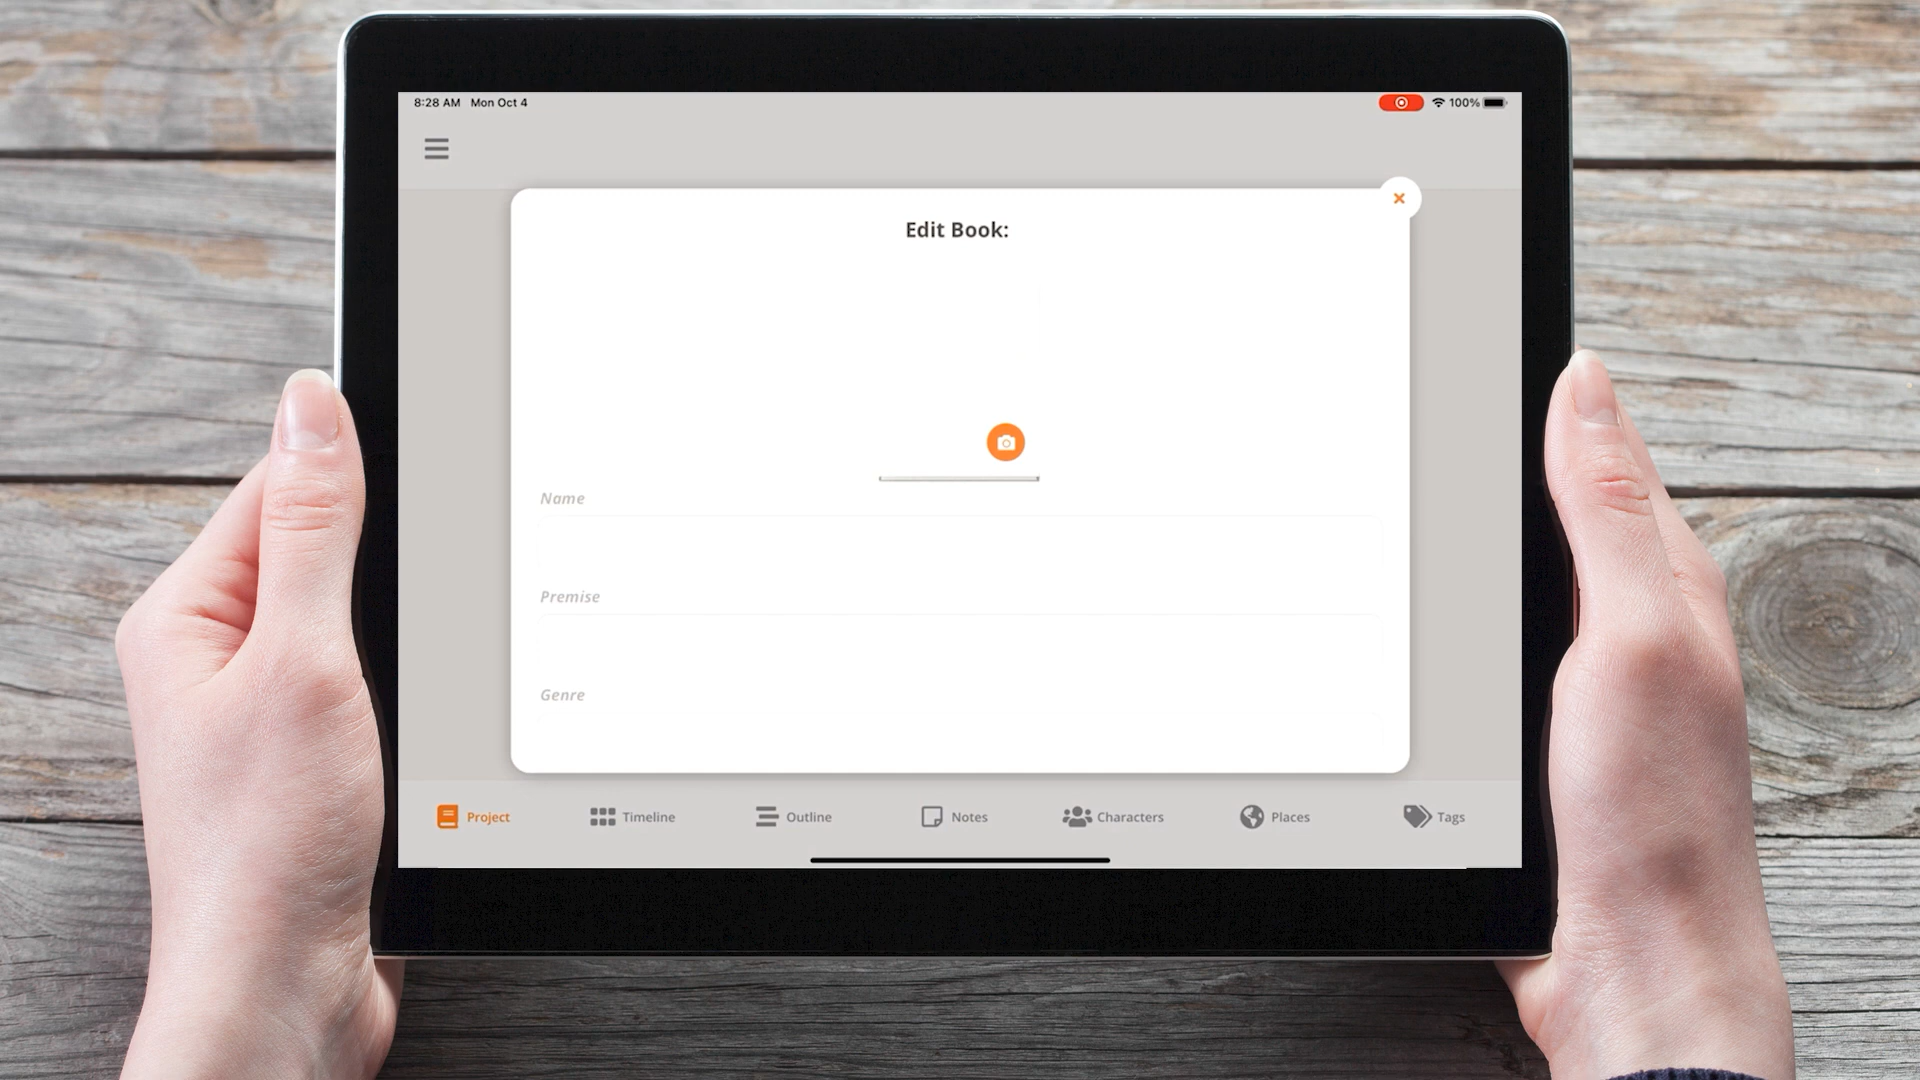 8:28 AM Mon Oct 4
100%
Edit Book:
Name
Premise
Genre
Project Timeline Outline Notes Characters Places Tags